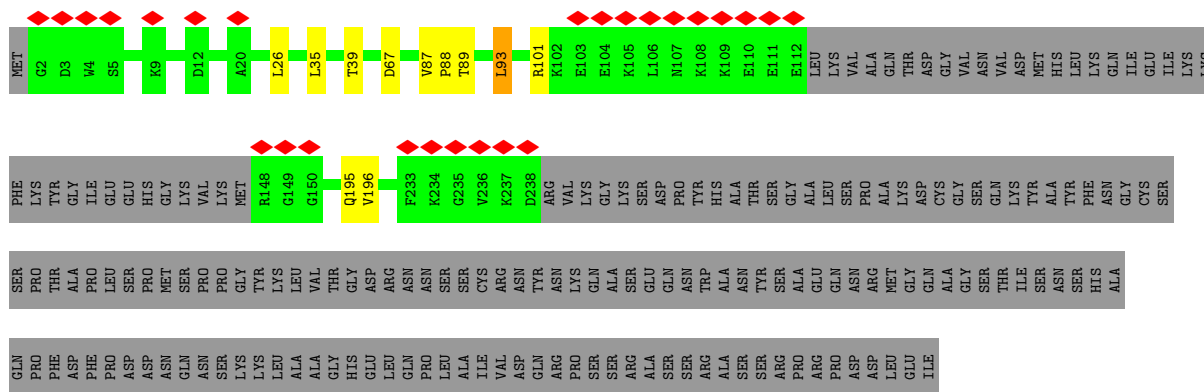 MET G2 D3 W4 S5 K9 D12 A20 L26 L35 T39 D67 V87 P88 T89 L93 R101 K102 E103 E104 K105 L106 N107 K108 K109 E110 E111 E112 LEU LYS VAL ALA GLN THR ASP GLY VAL ASN VAL ASP MET HIS LEU LYS GLN ILE GLU ILE LYS
PHE LYS TYR GLY ILE GLU GLU HIS GLY LYS VAL LYS MET R148 G149 G150 Q195 V196 F233 K234 G235 V236 K237 D238 ARG VAL LYS GLY LYS SER ASP PRO TYR HIS ALA THR SER GLY ALA LEU SER PRO ALA LYS ASP CYS GLY SER GLN LYS TYR ALA TYR PHE ASN GLY CYS SER
SER PRO THR ALA PRO LEU SER PRO MET SER PRO PRO GLY TYR LYS LEU VAL THR GLY ASP ARG ASN ASN SER SER CYS ARG ASN TYR ASN LYS GLN ALA SER GLU GLN ASN TRP ALA ASN TYR SER ALA GLU GLN ASN ARG MET GLY GLN ALA GLY SER THR ILE SER ASN SER HIS ALA
GLN PRO PHE ASP PHE PRO ASP ASP ASN GLN ASN SER LYS LYS LEU ALA ALA GLY HIS GLU LEU GLN PRO LEU ALA ILE VAL ASP GLN ARG PRO SER SER ARG ALA SER SER ARG ALA SER SER ARG PRO ARG PRO ASP ASP LEU GLU ILE